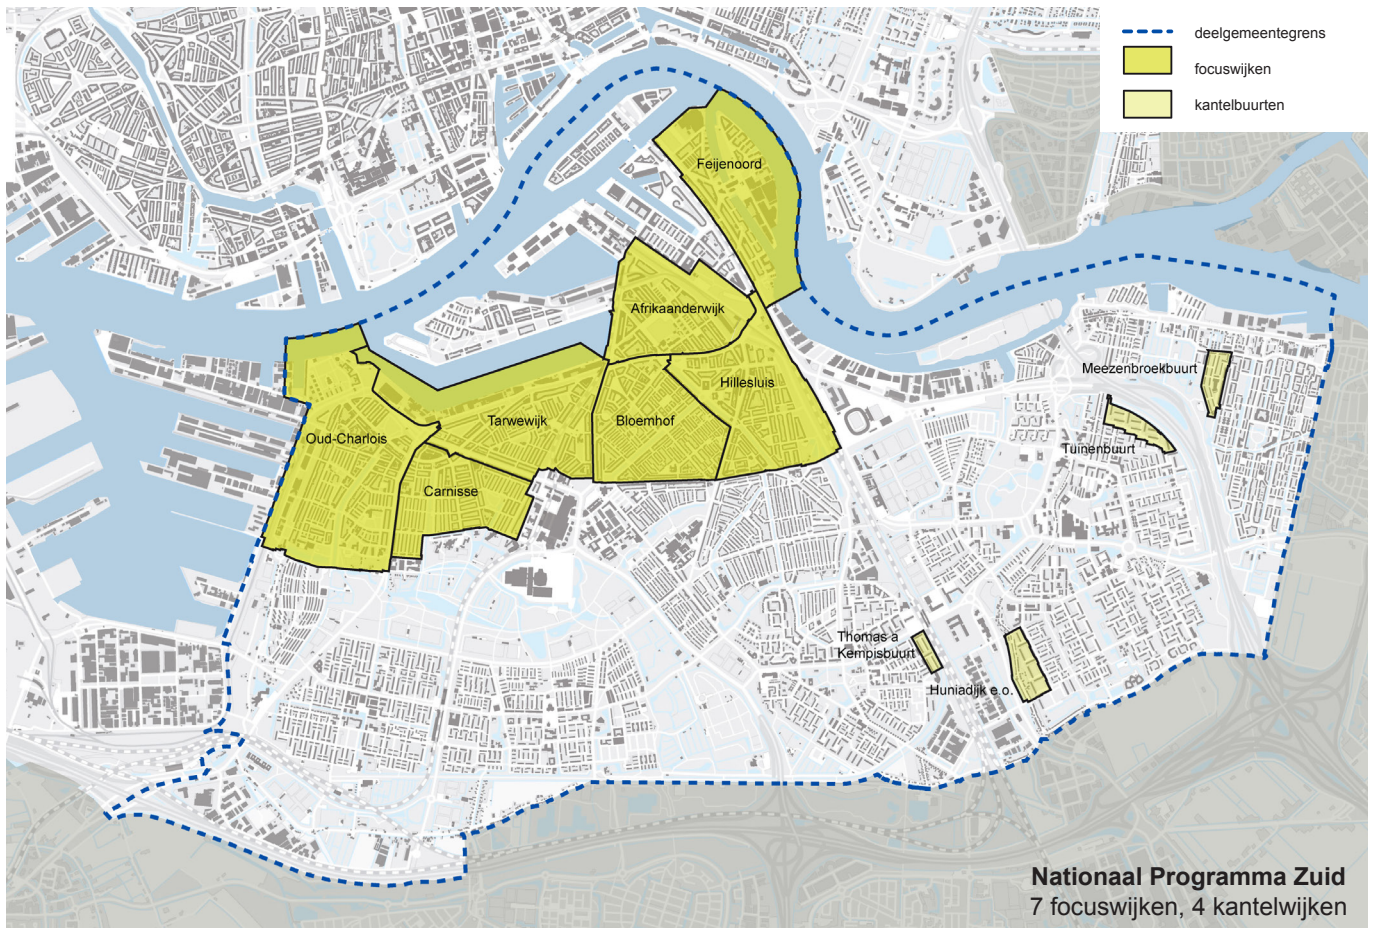 deelgemeentegrens
focuswijken
kantelbuurten
Feijenoord
Afrikaanderwijk
Hillesluis
Meezenbroekbuurt
Tarwewijk
Bloemhof
Oud-Charlois
Tuinenbuurt
Carnisse
Thomas a
Kempisbuurt
Huniadijk e.o.
Nationaal Programma Zuid
7 focuswijken, 4 kantelwijken